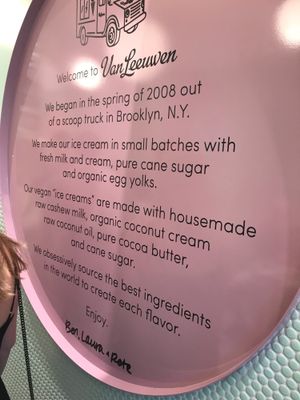 Welcome to Van Leeuwen
We began in the spring of 2008 out
of a scoop truck in Brooklyn, N.Y.
We make our ice cream in small batches with
fresh milk and cream, pure cane sugar
and organic egg yolks.
Our vegan "ice creams" are made with housemade
raw cashew milk, organic coconut cream
raw coconut oil, pure cocoa butter,
and cane sugar.
We obsessively source the best ingredients
in the world to create each flavor.
Enjoy.
Ben, Laura + Pete